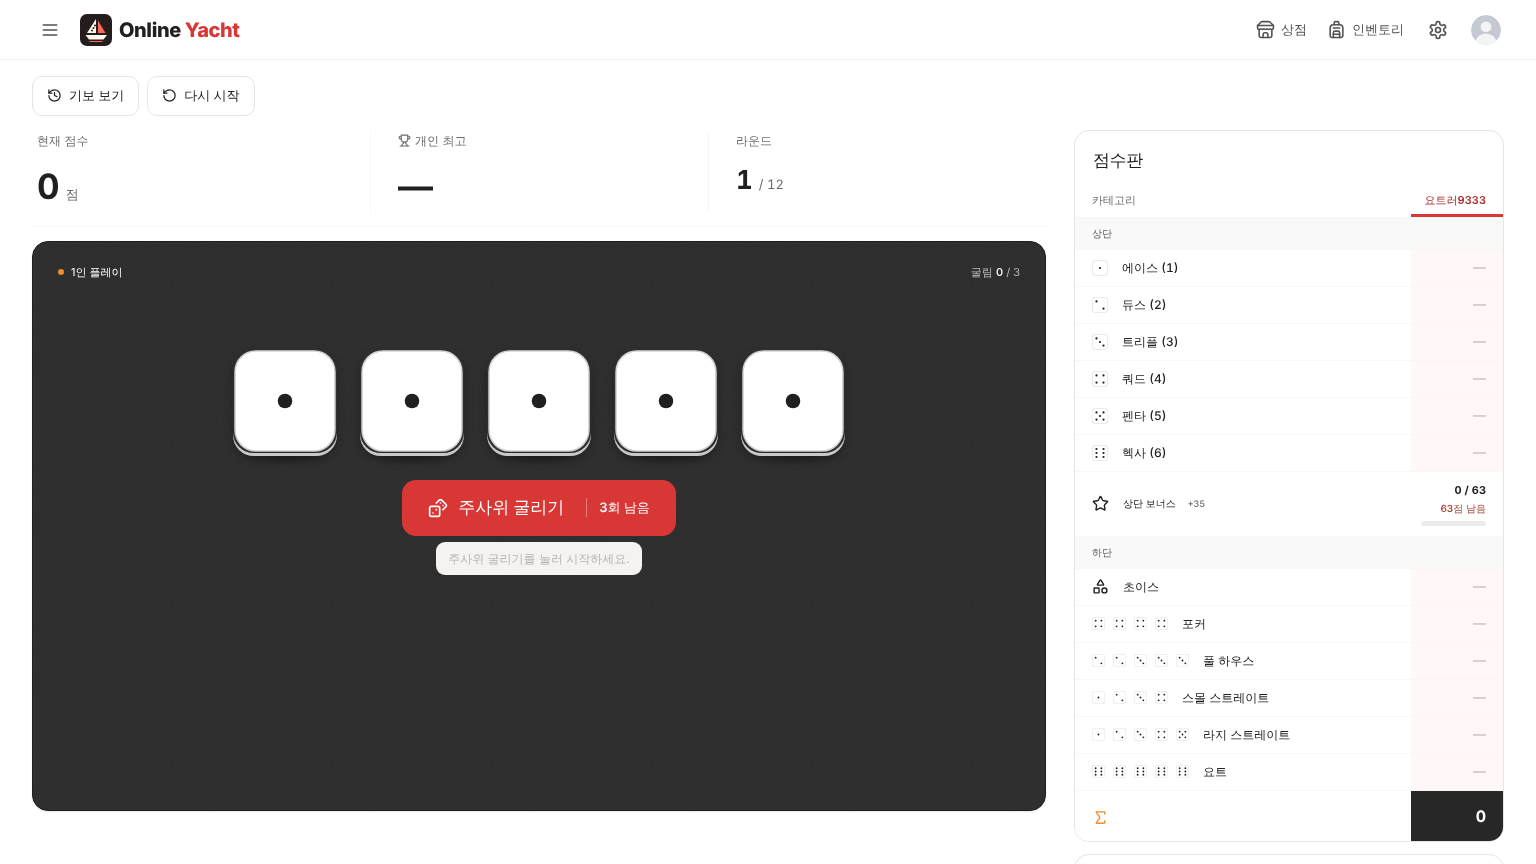 Online Yacht
상점
인벤토리
기보 보기
다시 시작
현재 점수
0 점
개인 최고
—
라운드
1 / 12
1인 플레이
굴림 0 / 3
주사위 굴리기
3회 남음
주사위 굴리기를 눌러 시작하세요.
점수판
카테고리
요트러9333
상단
에이스 (1) —
듀스 (2) —
트리플 (3) —
쿼드 (4) —
펜타 (5) —
헥사 (6) —
상단 보너스 +35
0 / 63
63점 남음
하단
초이스 —
포커 —
풀 하우스 —
스몰 스트레이트 —
라지 스트레이트 —
요트 —
Σ 0